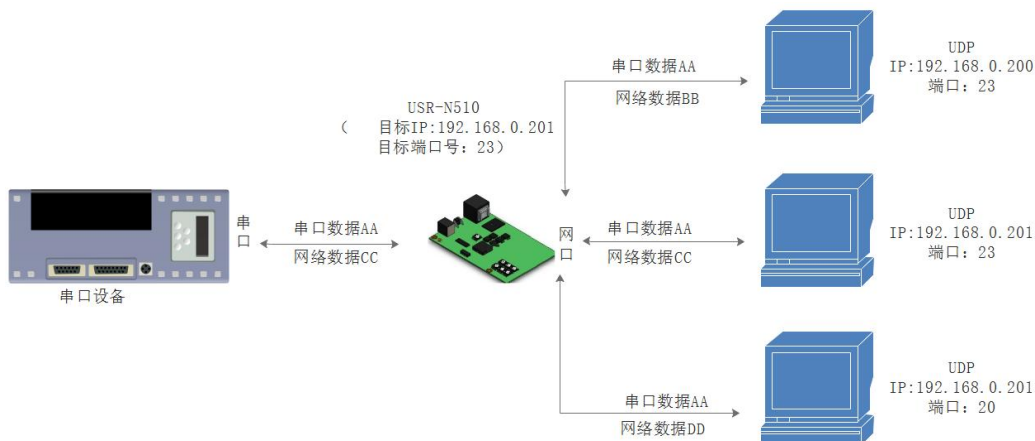 USR-N510
（ 目标IP:192.168.0.201
目标端口号：23）
串口设备
串口
串口数据AA
网络数据CC
网口
串口数据AA
网络数据BB
UDP
IP:192.168.0.200
端口：23
串口数据AA
网络数据CC
UDP
IP:192.168.0.201
端口：23
串口数据AA
网络数据DD
UDP
IP:192.168.0.201
端口：20